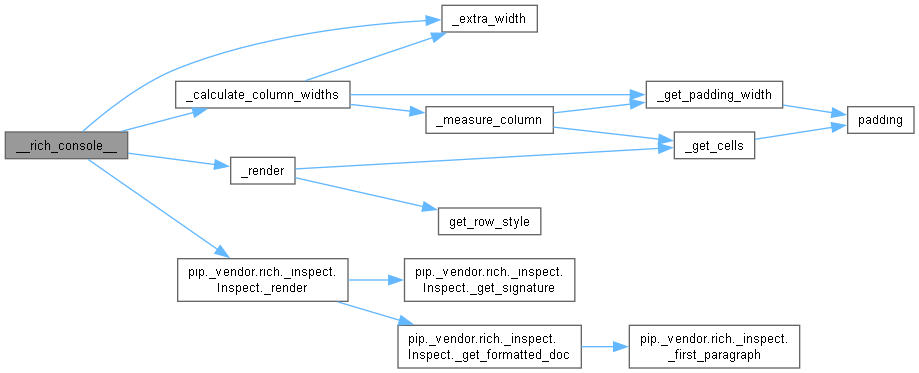 _extra_width
_calculate_column_widths
_get_padding_width
_measure_column
padding
__rich_console__
_get_cells
_render
get_row_style
pip._vendor.rich._inspect.
Inspect._render
pip._vendor.rich._inspect.
Inspect._get_signature
pip._vendor.rich._inspect.
Inspect._get_formatted_doc
pip._vendor.rich._inspect.
_first_paragraph